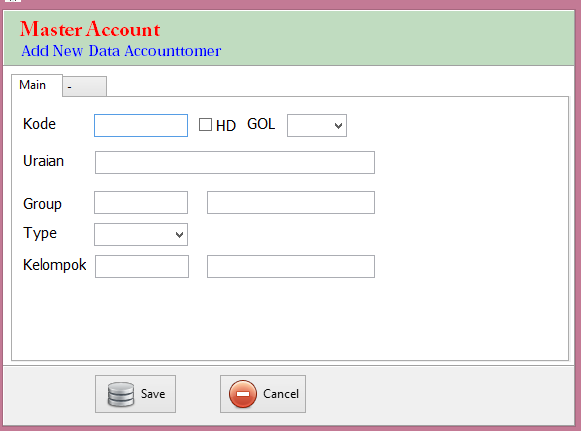 Master Account
Add New Data Accounttomer
Main -
Kode HD GOL
Uraian
Group
Type
Kelompok
Save Cancel